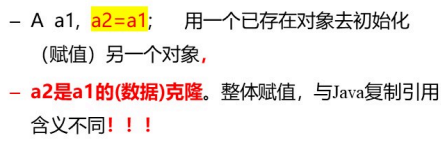 – A a1, a2=a1; 用一个已存在对象去初始化
（赋值）另一个对象,
– a2是a1的(数据)克隆。整体赋值，与Java复制引用
含义不同！！！